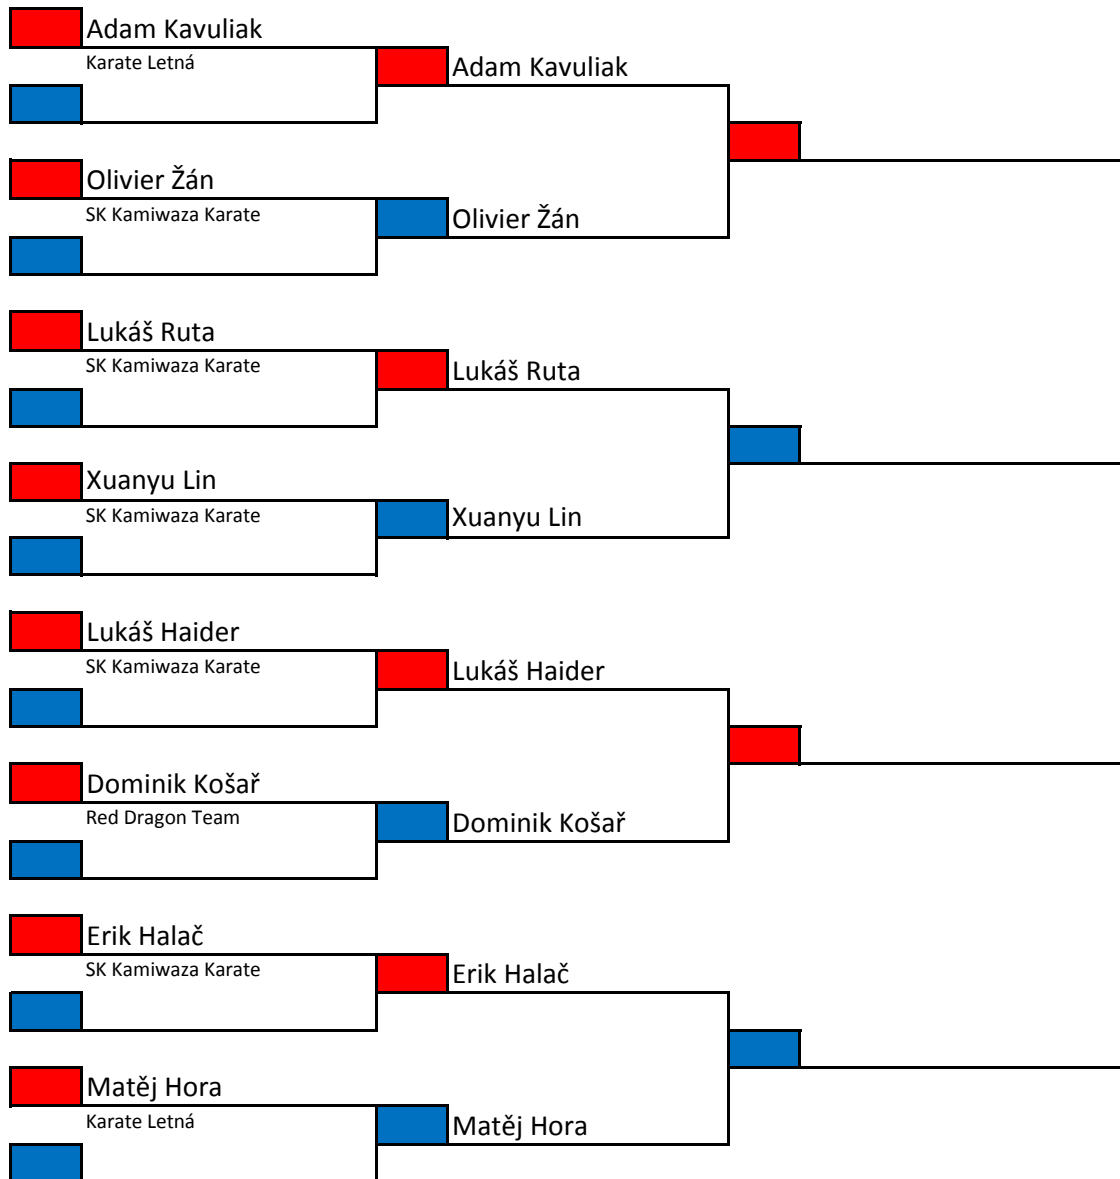 Adam Kavuliak
Karate Letná
Adam Kavuliak
Olivier Žán
SK Kamiwaza Karate
Olivier Žán
Lukáš Ruta
SK Kamiwaza Karate
Lukáš Ruta
Xuanyu Lin
SK Kamiwaza Karate
Xuanyu Lin
Lukáš Haider
SK Kamiwaza Karate
Lukáš Haider
Dominik Košař
Red Dragon Team
Dominik Košař
Erik Halač
SK Kamiwaza Karate
Erik Halač
Matěj Hora
Karate Letná
Matěj Hora